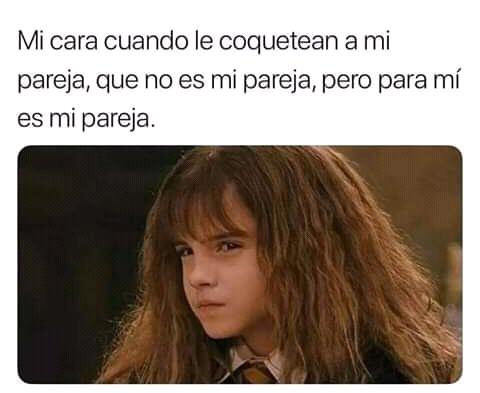 Mi cara cuando le coquetean a mi
pareja, que no es mi pareja, pero para mí
es mi pareja.